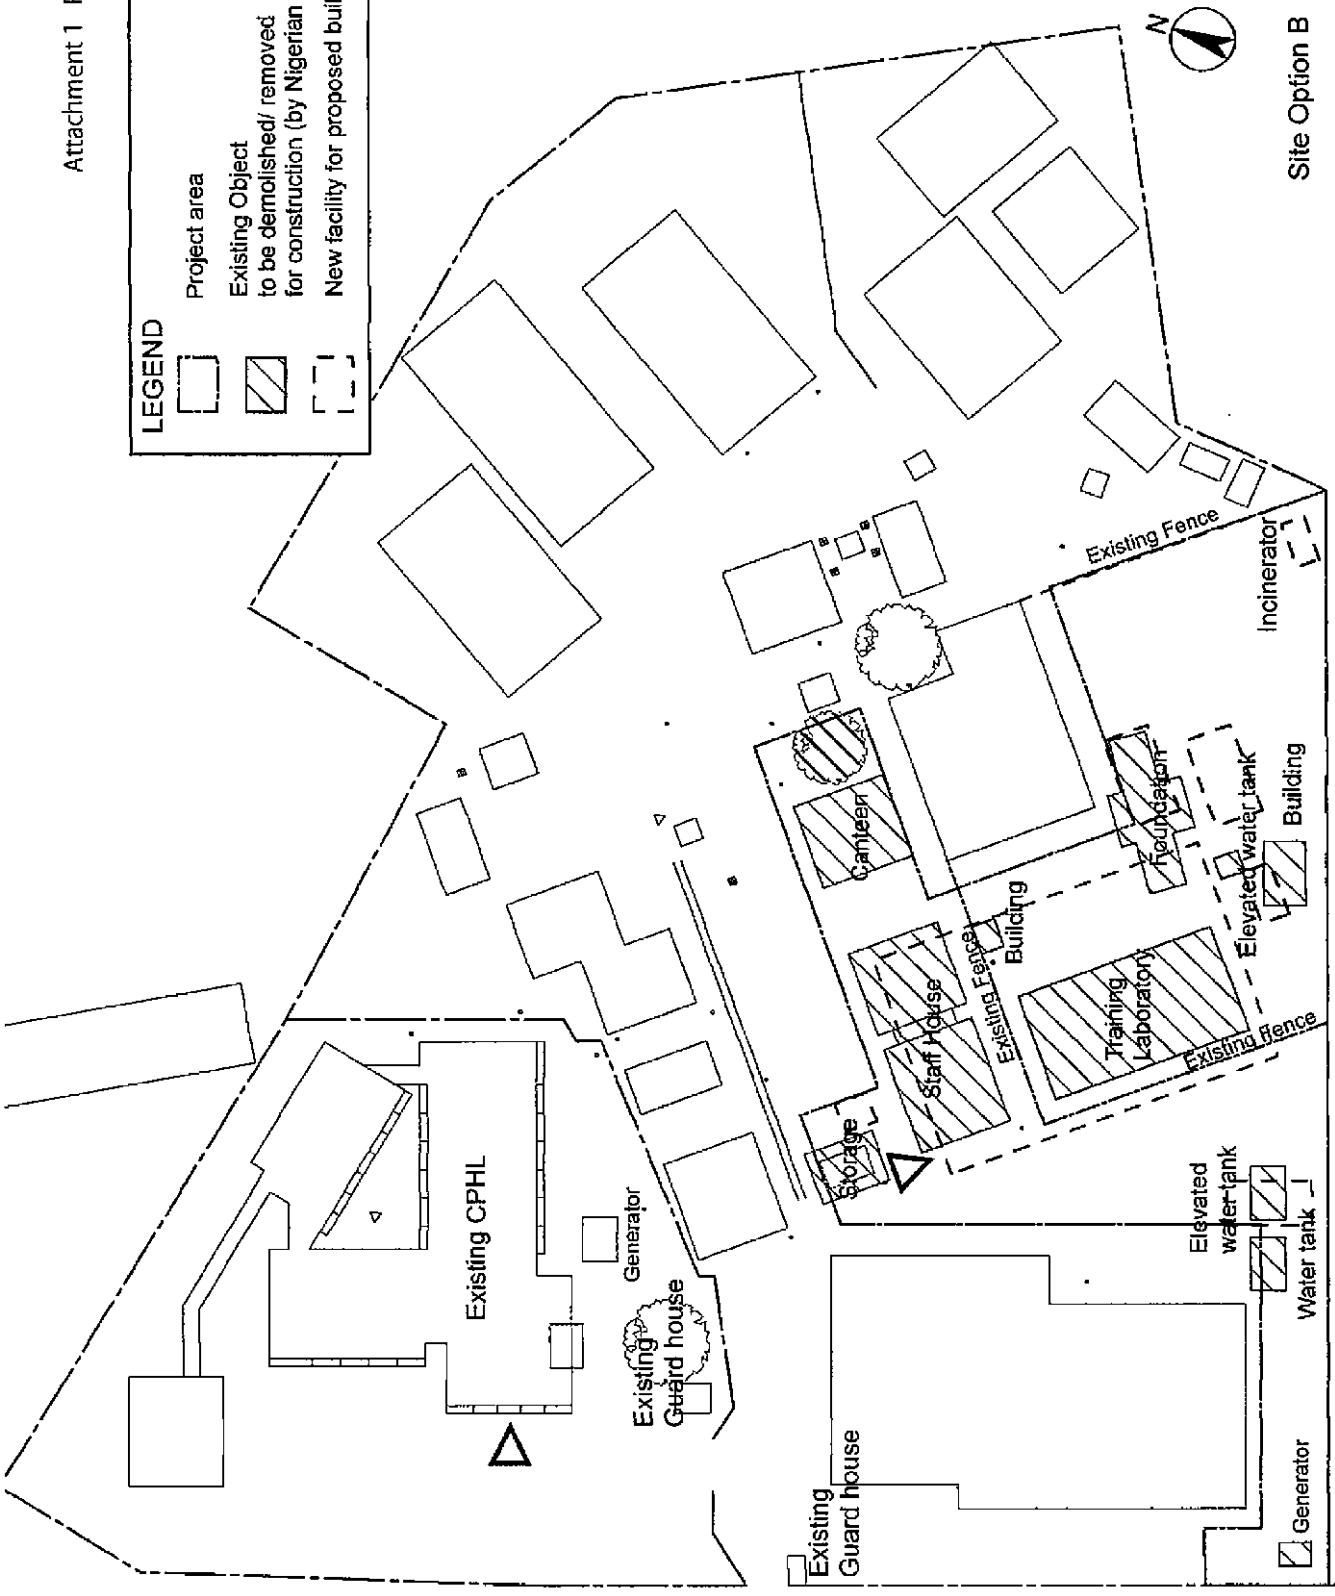 Attachment 1
LEGEND
Project area
Existing Object
to be demolished/ removed
for construction (by Nigerian
New facility for proposed buil
N
Site Option B
Existing CPHL
Generator
Existing
Guard house
Existing
Guard house
Generator
Storage
Staff House
Canteen
Existing Fence
Building
Training
Laboratory
Existing Fence
Foundation
Elevated water tank
Building
Existing Fence
Incinerator
Elevated
water tank
Water tank